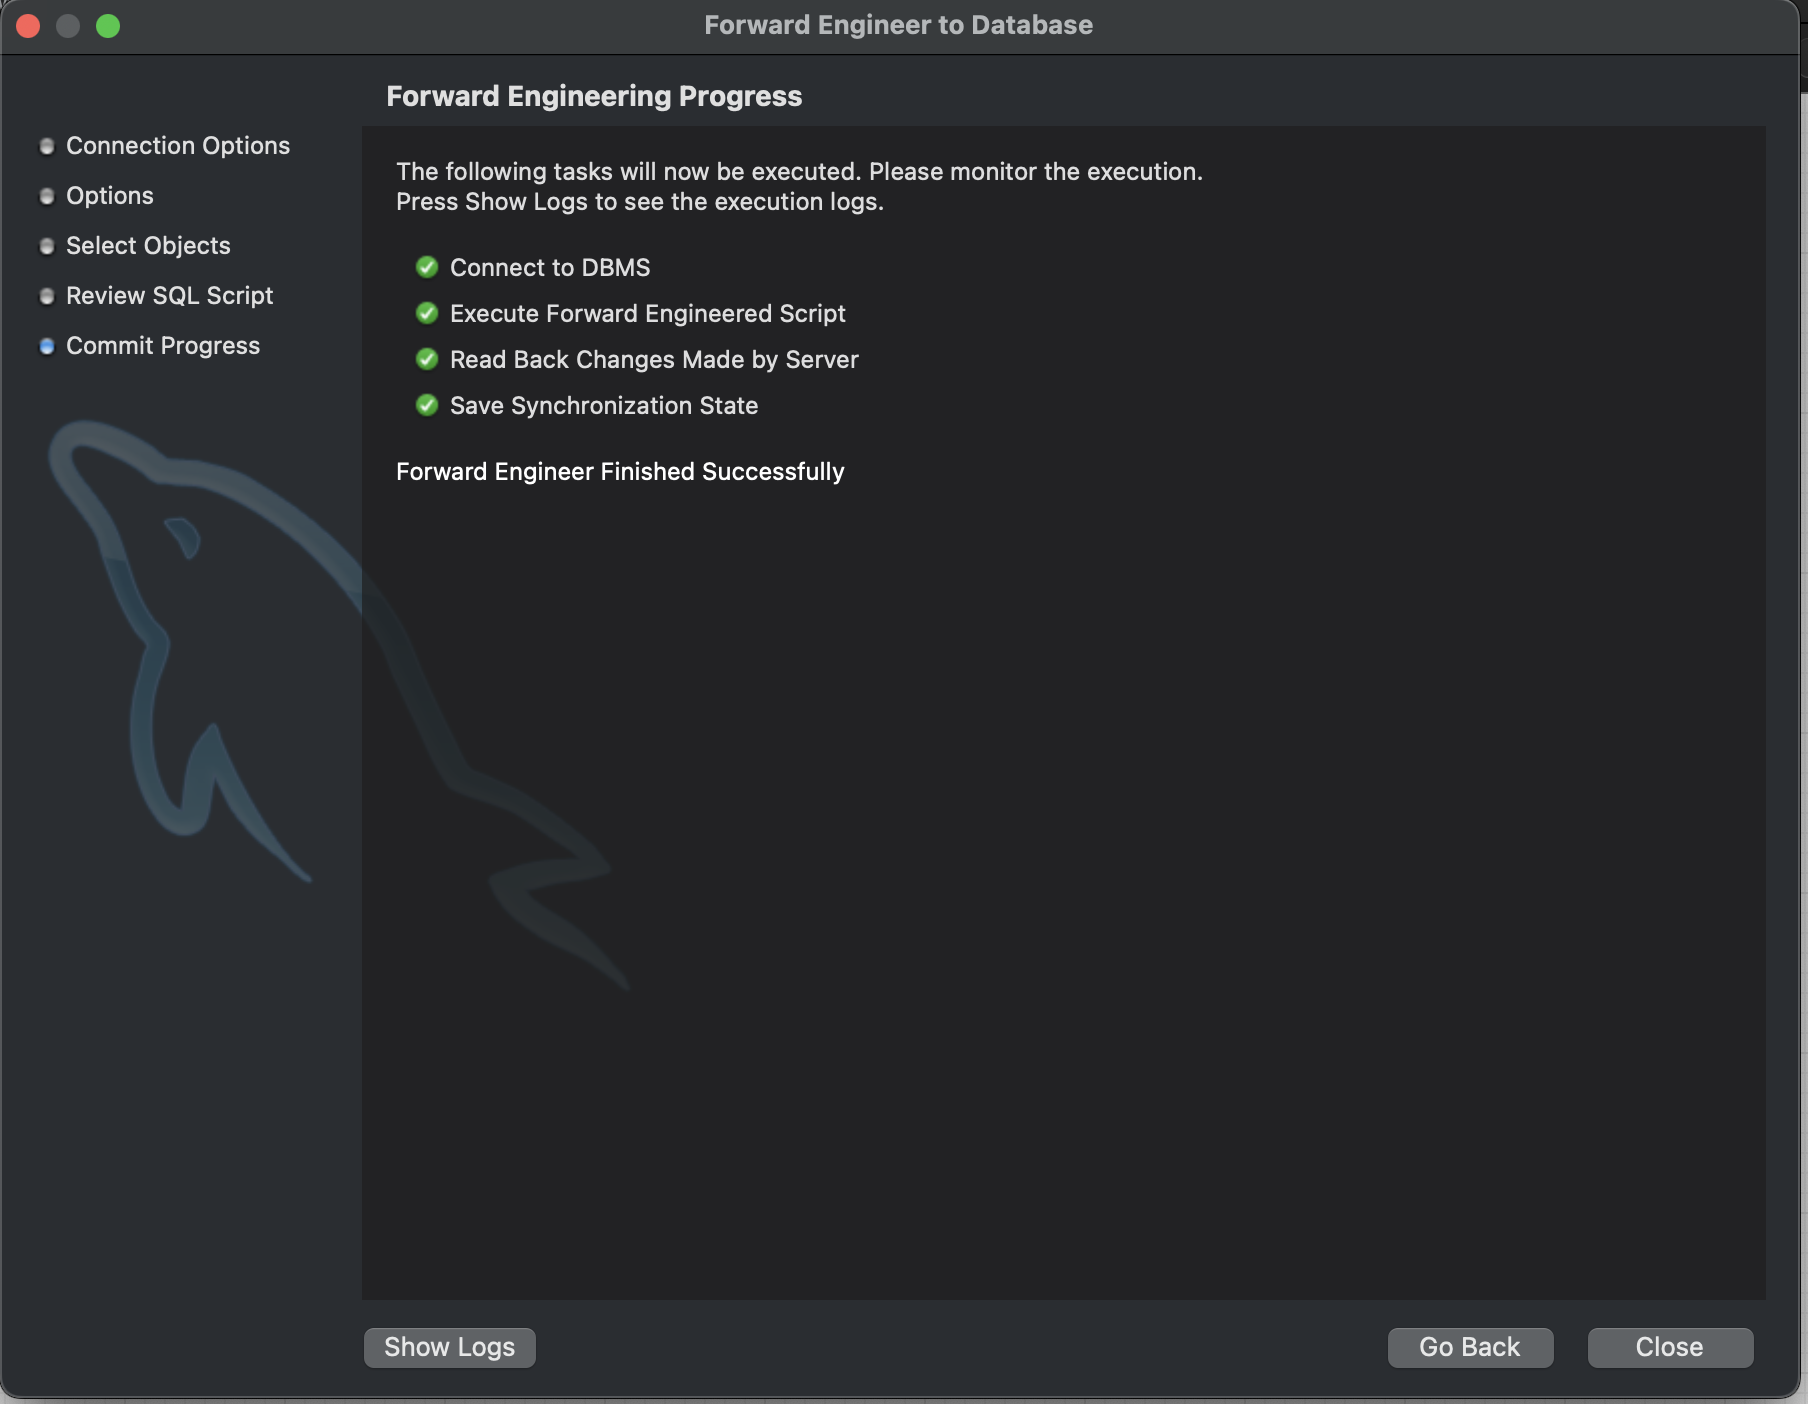 Forward Engineer to Database
Forward Engineering Progress
Connection Options
Options
Select Objects
Review SQL Script
Commit Progress
The following tasks will now be executed. Please monitor the execution.
Press Show Logs to see the execution logs.
Connect to DBMS
Execute Forward Engineered Script
Read Back Changes Made by Server
Save Synchronization State
Forward Engineer Finished Successfully
Show Logs
Go Back
Close